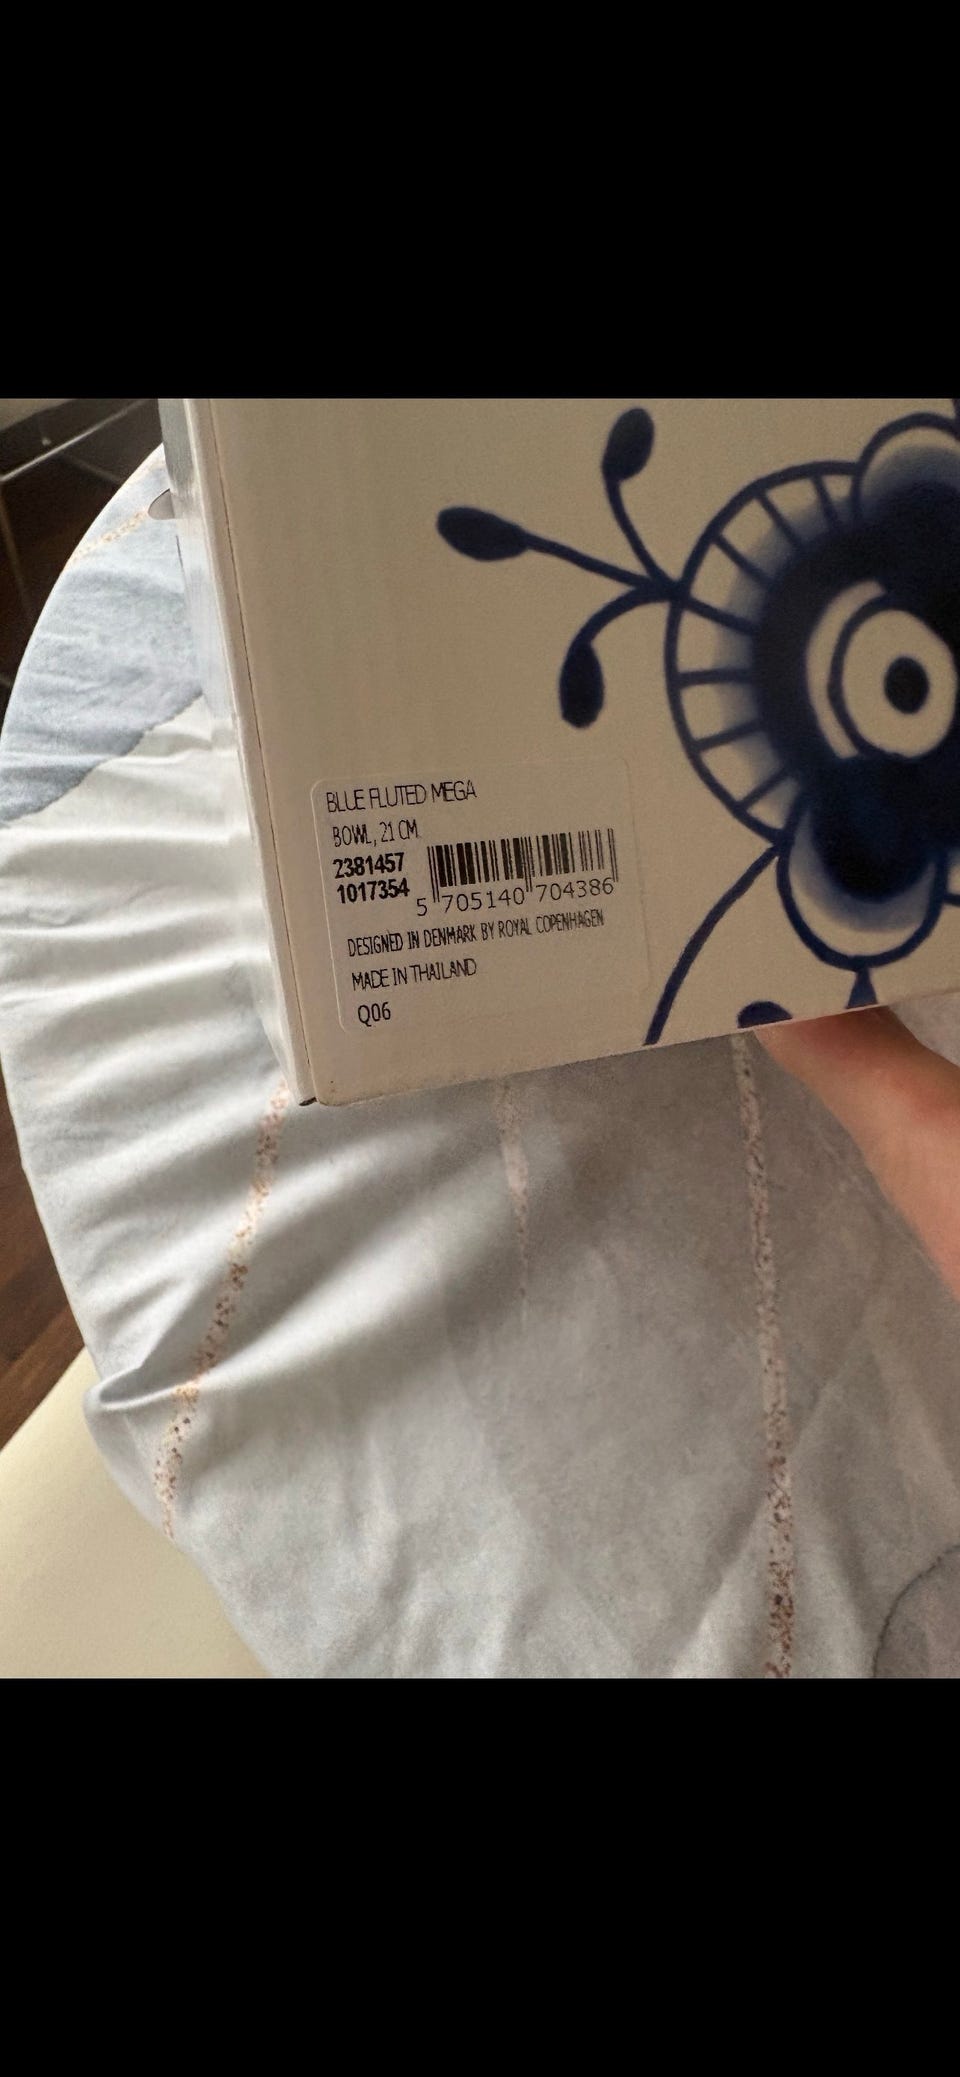 BLUE FLUTED MEGA
BOWL, 21 CM
2381457
1017354
5 705140 704386
DESIGNED IN DENMARK BY ROYAL COPENHAGEN
MADE IN THAILAND
Q06